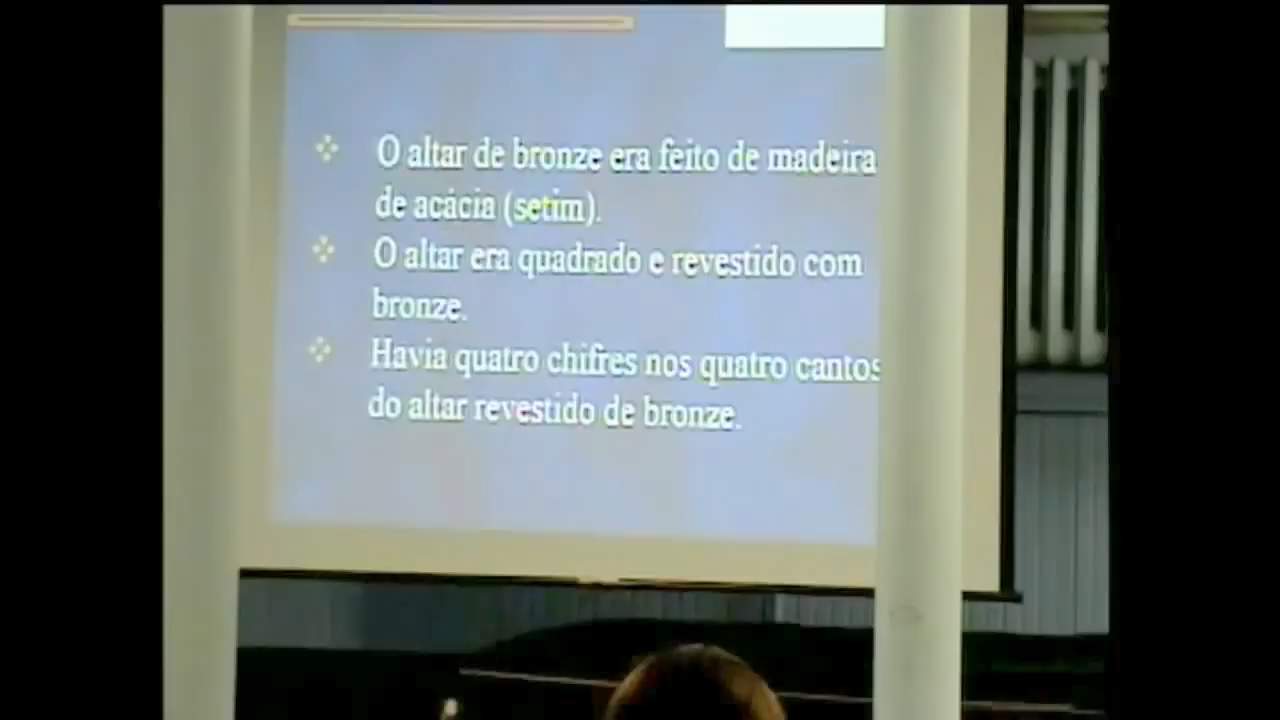 O altar de bronze era feito de madeira
de acácia (setim).
O altar era quadrado e revestido com
bronze.
Havia quatro chifres nos quatro cantos
do altar revestido de bronze.